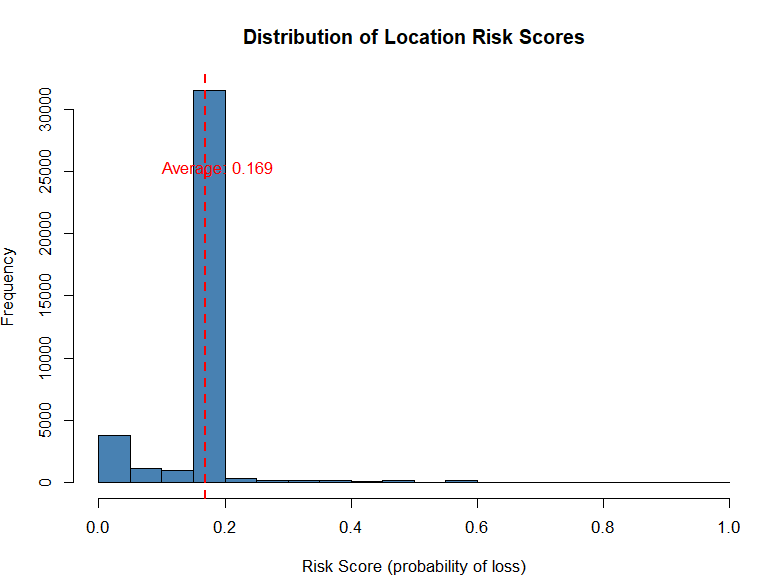 Distribution of Location Risk Scores
30000
25000
20000
15000
10000
5000
0
Frequency
Average: 0.169
0.0 0.2 0.4 0.6 0.8 1.0
Risk Score (probability of loss)